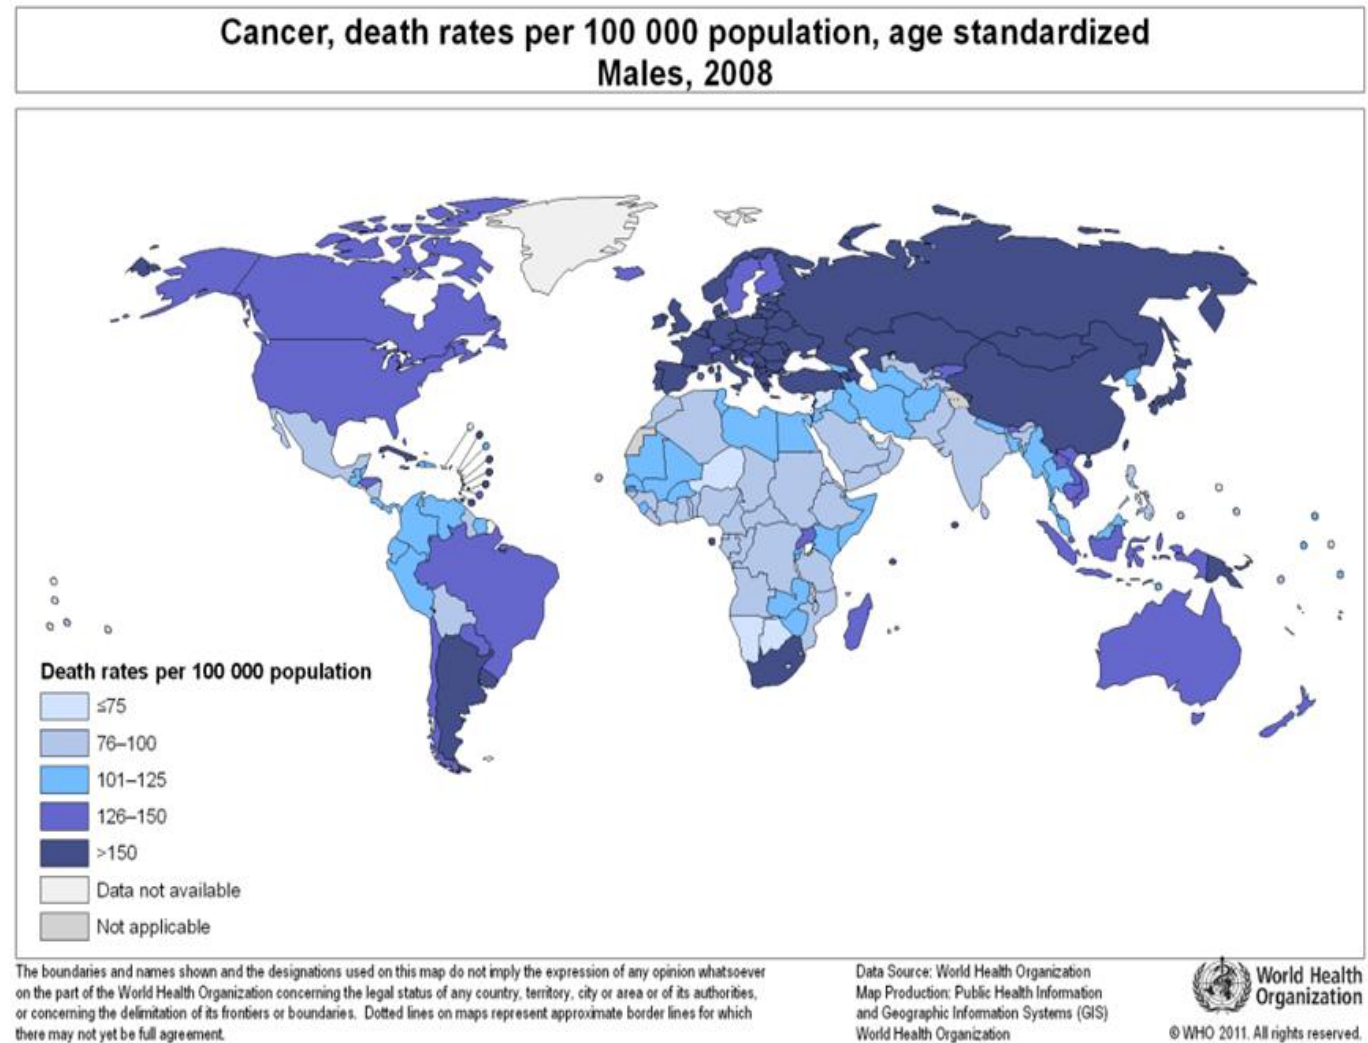 Cancer, death rates per 100 000 population, age standardized
Males, 2008
Death rates per 100 000 population
≤75
76–100
101–125
126–150
>150
Data not available
Not applicable
The boundaries and names shown and the designations used on this map do not imply the expression of any opinion whatsoever
on the part of the World Health Organization concerning the legal status of any country, territory, city or area or of its authorities,
or concerning the delimitation of its frontiers or boundaries.  Dotted lines on maps represent approximate border lines for which
there may not yet be full agreement.
Data Source: World Health Organization
Map Production: Public Health Information
and Geographic Information Systems (GIS)
World Health Organization
World Health
Organization
© WHO 2011. All rights reserved.